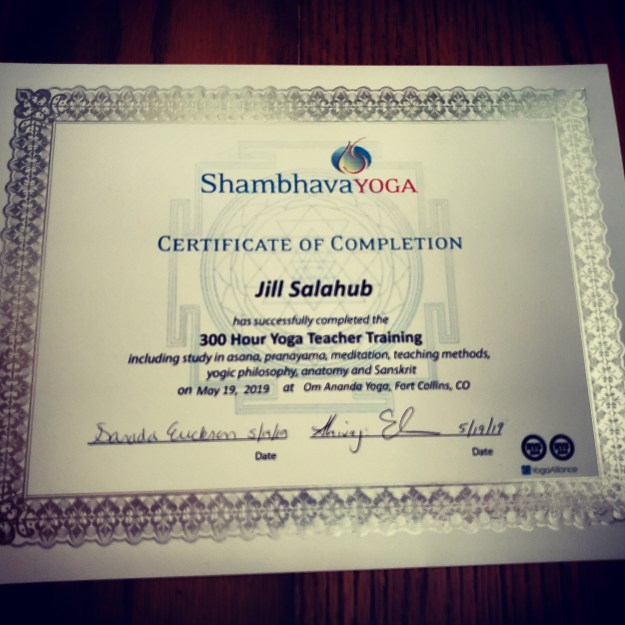 ShambhavaYOGA
CERTIFICATE OF COMPLETION
Jill Salahub
has successfully completed the
300 Hour Yoga Teacher Training
including study in asana, pranayama, meditation, teaching methods,
yogic philosophy, anatomy and Sanskrit
on May 19, 2019 at Om Ananda Yoga, Fort Collins, CO
5/19/19 5/19/19
Date Date
YogaAlliance